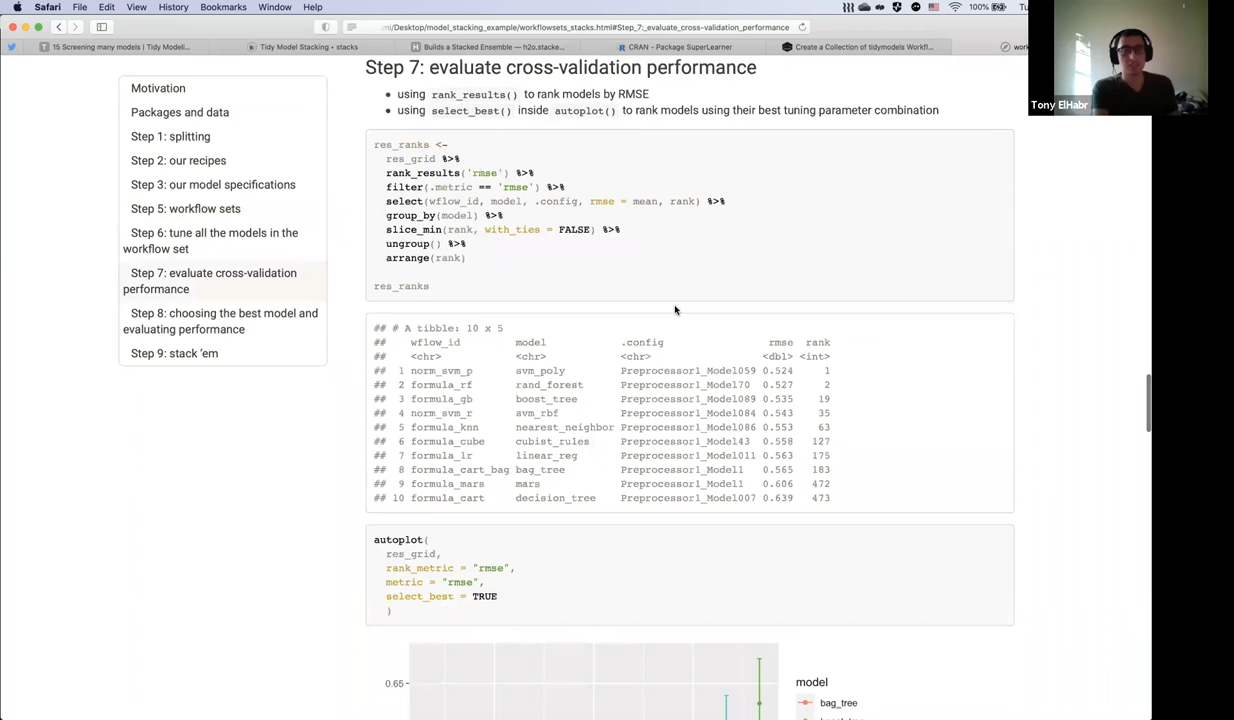 Safari File Edit View History Bookmarks Window Help
100%
/Desktop/model_stacking_example/workflowsets_stacks.html#Step_7:_evaluate_cross-validation_performance
15 Screening many models | Tidy Model...
Tidy Model Stacking • stacks
Builds a Stacked Ensemble — h2o.stacke...
CRAN - Package SuperLearner
Create a Collection of tidymodels Workfl...
Tony ElHabr
Motivation
Packages and data
Step 1: splitting
Step 2: our recipes
Step 3: our model specifications
Step 5: workflow sets
Step 6: tune all the models in the
workflow set
Step 7: evaluate cross-validation
performance
Step 8: choosing the best model and
evaluating performance
Step 9: stack 'em
Step 7: evaluate cross-validation performance
• using rank_results() to rank models by RMSE
• using select_best() inside autoplot() to rank models using their best tuning parameter combination
res_ranks <-
res_grid %>%
rank_results('rmse') %>%
filter(.metric == 'rmse') %>%
select(wflow_id, model, .config, rmse = mean, rank) %>%
group_by(model) %>%
slice_min(rank, with_ties = FALSE) %>%
ungroup() %>%
arrange(rank)
res_ranks
## # A tibble: 10 x 5
## wflow_id model .config rmse rank
## <chr> <chr> <chr> <dbl> <int>
## 1 norm_svm_p svm_poly Preprocessor1_Model059 0.524 1
## 2 formula_rf rand_forest Preprocessor1_Model70 0.527 2
## 3 formula_gb boost_tree Preprocessor1_Model089 0.535 19
## 4 norm_svm_r svm_rbf Preprocessor1_Model084 0.543 35
## 5 formula_knn nearest_neighbor Preprocessor1_Model086 0.553 63
## 6 formula_cube cubist_rules Preprocessor1_Model43 0.558 127
## 7 formula_lr linear_reg Preprocessor1_Model011 0.563 175
## 8 formula_cart_bag bag_tree Preprocessor1_Model1 0.565 183
## 9 formula_mars mars Preprocessor1_Model1 0.606 472
## 10 formula_cart decision_tree Preprocessor1_Model007 0.639 473
autoplot(
res_grid,
rank_metric = "rmse",
metric = "rmse",
select_best = TRUE
)
0.65
model
bag_tree